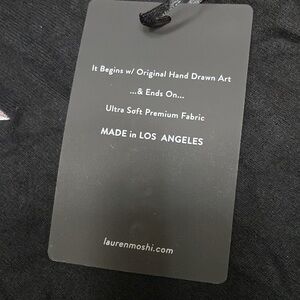 It Begins w/ Original Hand Drawn Art
...& Ends On...
Ultra Soft Premium Fabric
MADE in LOS ANGELES
laurenmoshi.com